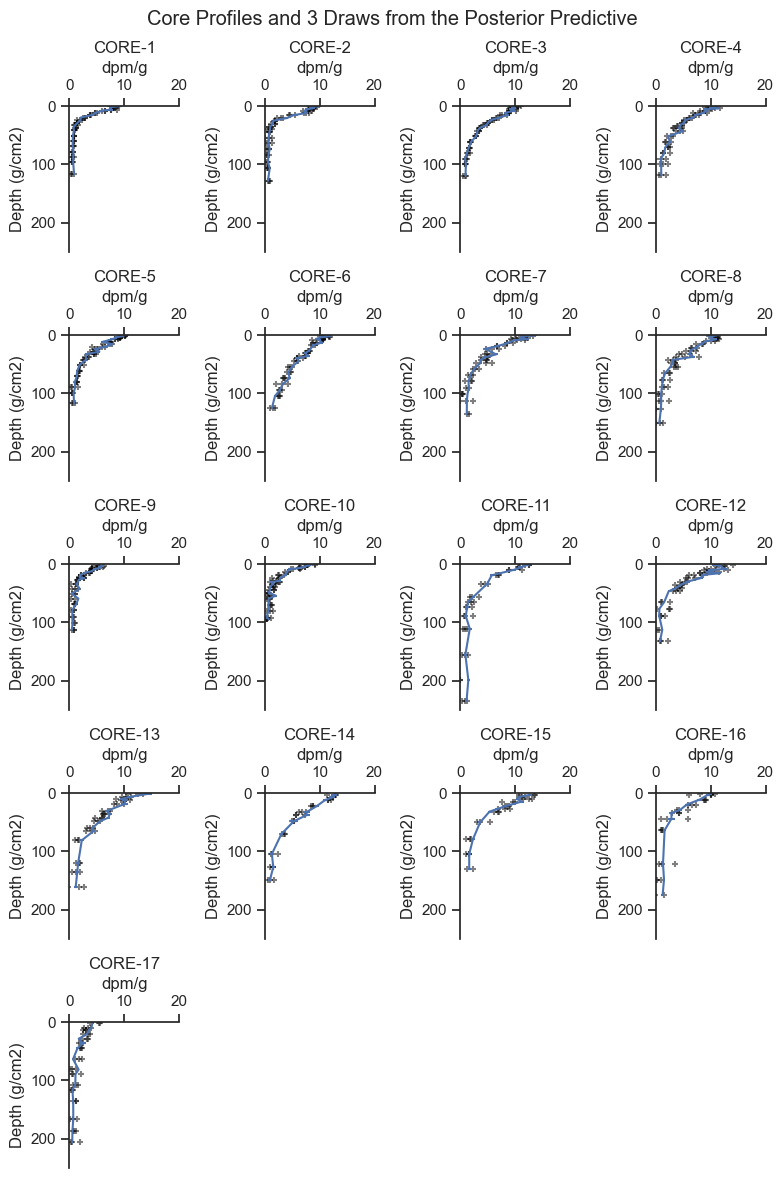 Core Profiles and 3 Draws from the Posterior Predictive
CORE-1 CORE-2 CORE-3 CORE-4
dpm/g dpm/g dpm/g dpm/g
0 10 20 0 10 20 0 10 20 0 10 20
0 0 0 0
100 100 100 100
200 200 200 200
Depth (g/cm2) Depth (g/cm2) Depth (g/cm2) Depth (g/cm2)
CORE-5 CORE-6 CORE-7 CORE-8
dpm/g dpm/g dpm/g dpm/g
0 10 20 0 10 20 0 10 20 0 10 20
0 0 0 0
100 100 100 100
200 200 200 200
Depth (g/cm2) Depth (g/cm2) Depth (g/cm2) Depth (g/cm2)
CORE-9 CORE-10 CORE-11 CORE-12
dpm/g dpm/g dpm/g dpm/g
0 10 20 0 10 20 0 10 20 0 10 20
0 0 0 0
100 100 100 100
200 200 200 200
Depth (g/cm2) Depth (g/cm2) Depth (g/cm2) Depth (g/cm2)
CORE-13 CORE-14 CORE-15 CORE-16
dpm/g dpm/g dpm/g dpm/g
0 10 20 0 10 20 0 10 20 0 10 20
0 0 0 0
100 100 100 100
200 200 200 200
Depth (g/cm2) Depth (g/cm2) Depth (g/cm2) Depth (g/cm2)
CORE-17
dpm/g
0 10 20
0
100
200
Depth (g/cm2)